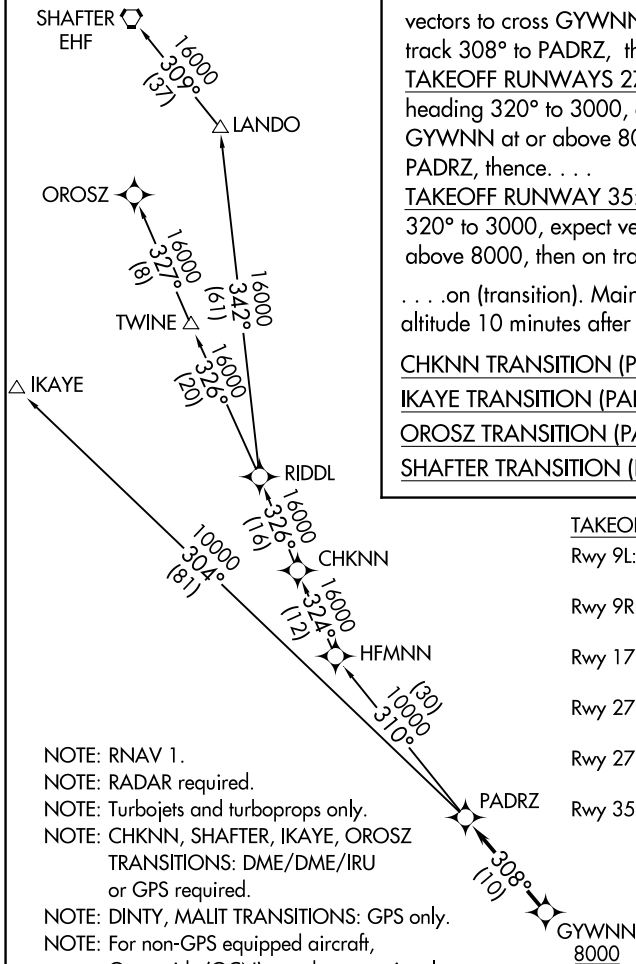 SHAFTER
EHF
16000
309°
(37)
LANDO
OROSZ
16000
327°
(8)
16000
342°
(61)
TWINE
16000
326°
(20)
IKAYE
RIDDL
16000
326°
(16)
CHKNN
10000
304°
(81)
16000
324°
(12)
HFMNN
(30)
10000
310°
PADRZ
308°
(10)
GYWNN
8000
vectors to cross GYWNN
track 308° to PADRZ, th
TAKEOFF RUNWAYS 27
heading 320° to 3000,
GYWNN at or above 80
PADRZ, thence. . . .
TAKEOFF RUNWAY 35:
320° to 3000, expect ve
above 8000, then on tra
. . . .on (transition). Main
altitude 10 minutes after
CHKNN TRANSITION (P
IKAYE TRANSITION (PA
OROSZ TRANSITION (PA
SHAFTER TRANSITION (
TAKEO
Rwy 9L:
Rwy 9R
Rwy 17
Rwy 27
Rwy 27
Rwy 35
NOTE: RNAV 1.
NOTE: RADAR required.
NOTE: Turbojets and turboprops only.
NOTE: CHKNN, SHAFTER, IKAYE, OROSZ
TRANSITIONS: DME/DME/IRU
or GPS required.
NOTE: DINTY, MALIT TRANSITIONS: GPS only.
NOTE: For non-GPS equipped aircraft,